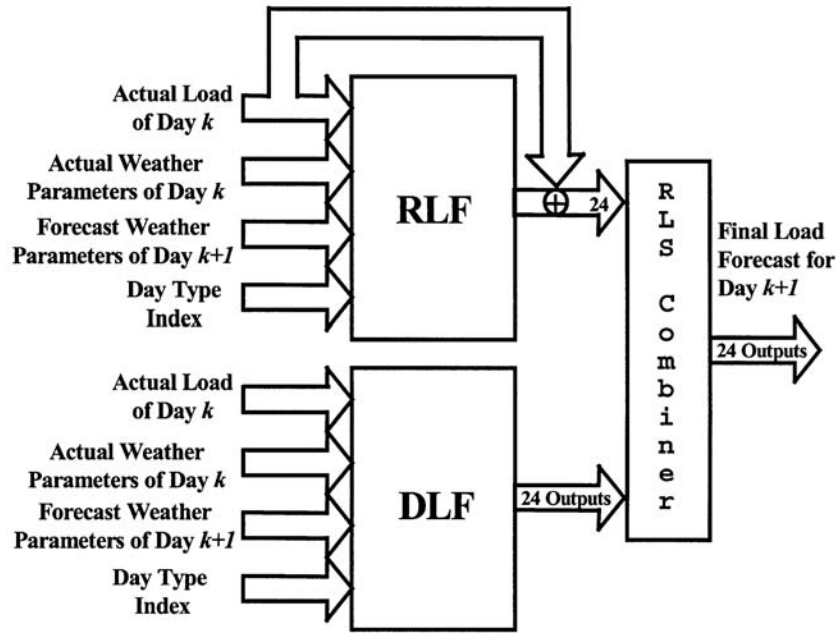 Actual Load
of Day k
Actual Weather
Parameters of Day k
Forecast Weather
Parameters of Day k+1
Day Type
Index
RLF
24
RLS Combiner
Final Load
Forecast for
Day k+1
24 Outputs
Actual Load
of Day k
Actual Weather
Parameters of Day k
Forecast Weather
Parameters of Day k+1
Day Type
Index
DLF
24 Outputs